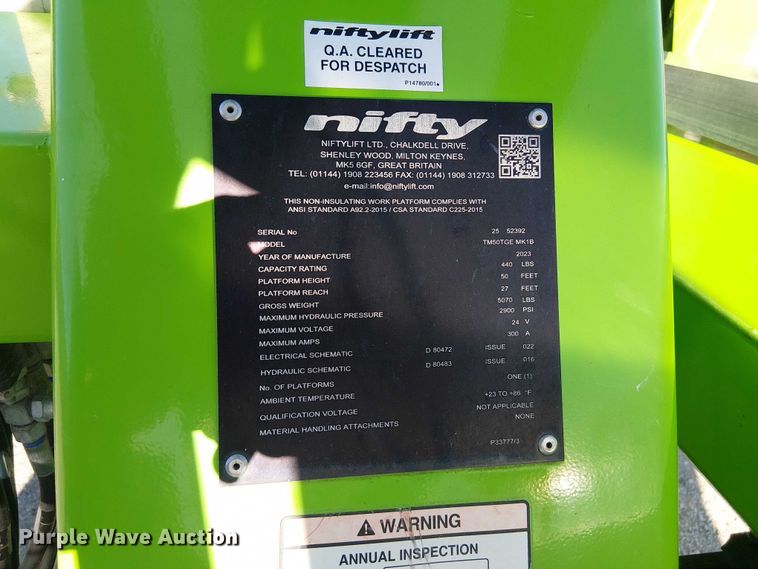 niftylift
Q.A. CLEARED
FOR DESPATCH
P14780/001
nifty
NIFTYLIFT LTD., CHALKDELL DRIVE,
SHENLEY WOOD, MILTON KEYNES,
MK5 6GF, GREAT BRITAIN
TEL: (01144) 1908 223456 FAX: (01144) 1908 312733
e-mail:info@niftylift.com
THIS NON-INSULATING WORK PLATFORM COMPLIES WITH
ANSI STANDARD A92.2-2015 / CSA STANDARD C225-2015
SERIAL No 25 52392
MODEL TM50TGE MK1B
YEAR OF MANUFACTURE 2023
CAPACITY RATING 440 LBS
PLATFORM HEIGHT 50 FEET
PLATFORM REACH 27 FEET
GROSS WEIGHT 5070 LBS
MAXIMUM HYDRAULIC PRESSURE 2900 PSI
MAXIMUM VOLTAGE 24 V
MAXIMUM AMPS 300 A
ELECTRICAL SCHEMATIC D 80472 ISSUE 022
HYDRAULIC SCHEMATIC D 80483 ISSUE 016
No. OF PLATFORMS ONE (1)
AMBIENT TEMPERATURE +23 TO +86 °F
QUALIFICATION VOLTAGE NOT APPLICABLE
MATERIAL HANDLING ATTACHMENTS NONE
P33777/3
WARNING
ANNUAL INSPECTION
Purple Wave Auction